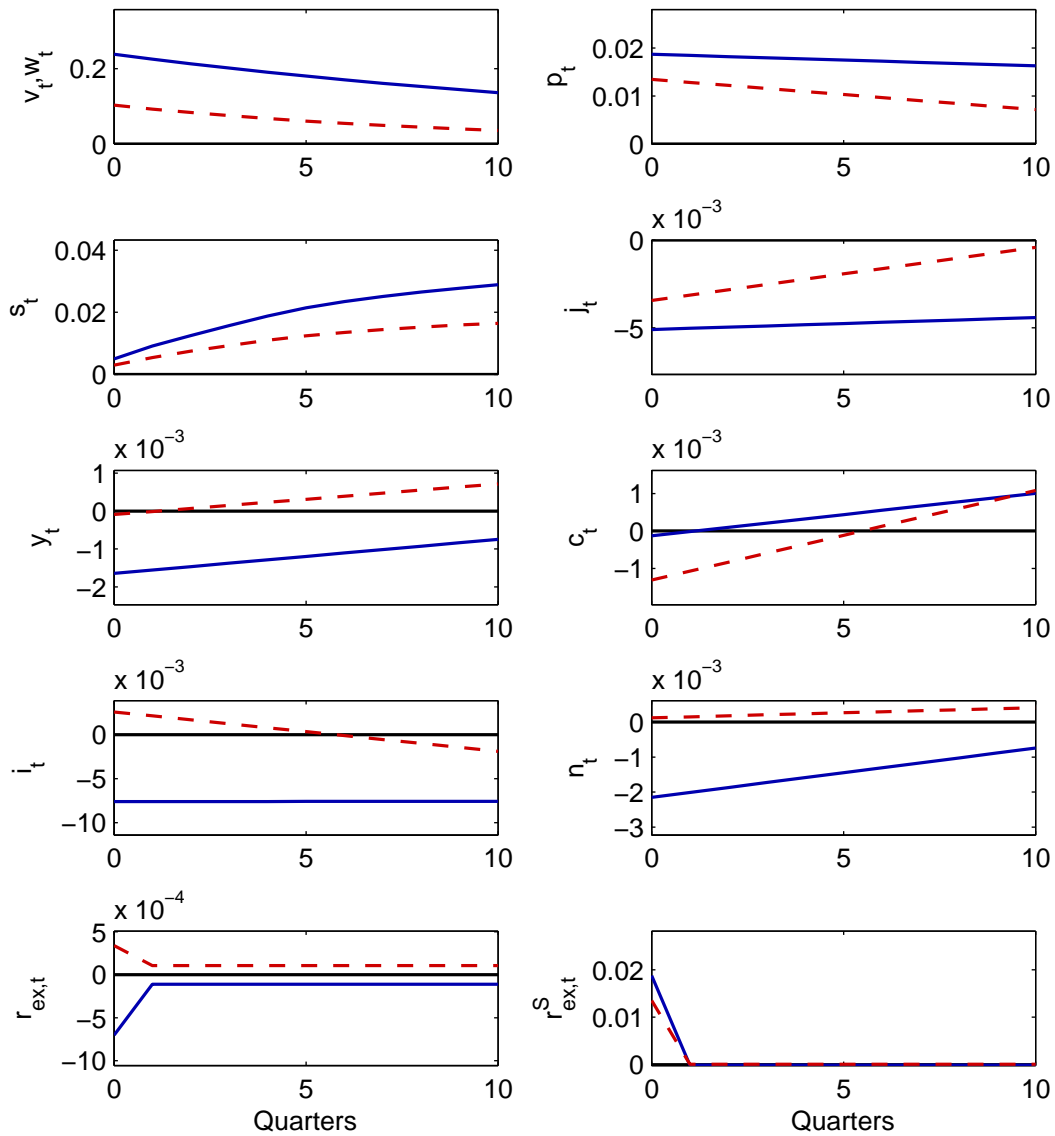 v_t,w_t
0.2
0
0 5 10
p_t
0.02
0.01
0
0 5 10
s_t
0.04
0.02
0
0 5 10
x 10^−3
j_t
0
−5
0 5 10
x 10^−3
y_t
1
0
−1
−2
0 5 10
x 10^−3
c_t
1
0
−1
0 5 10
x 10^−3
i_t
0
−5
−10
0 5 10
x 10^−3
n_t
0
−1
−2
−3
0 5 10
x 10^−4
r_ex,t
5
0
−5
−10
0 5 10
Quarters
r^S_ex,t
0.02
0.01
0
0 5 10
Quarters